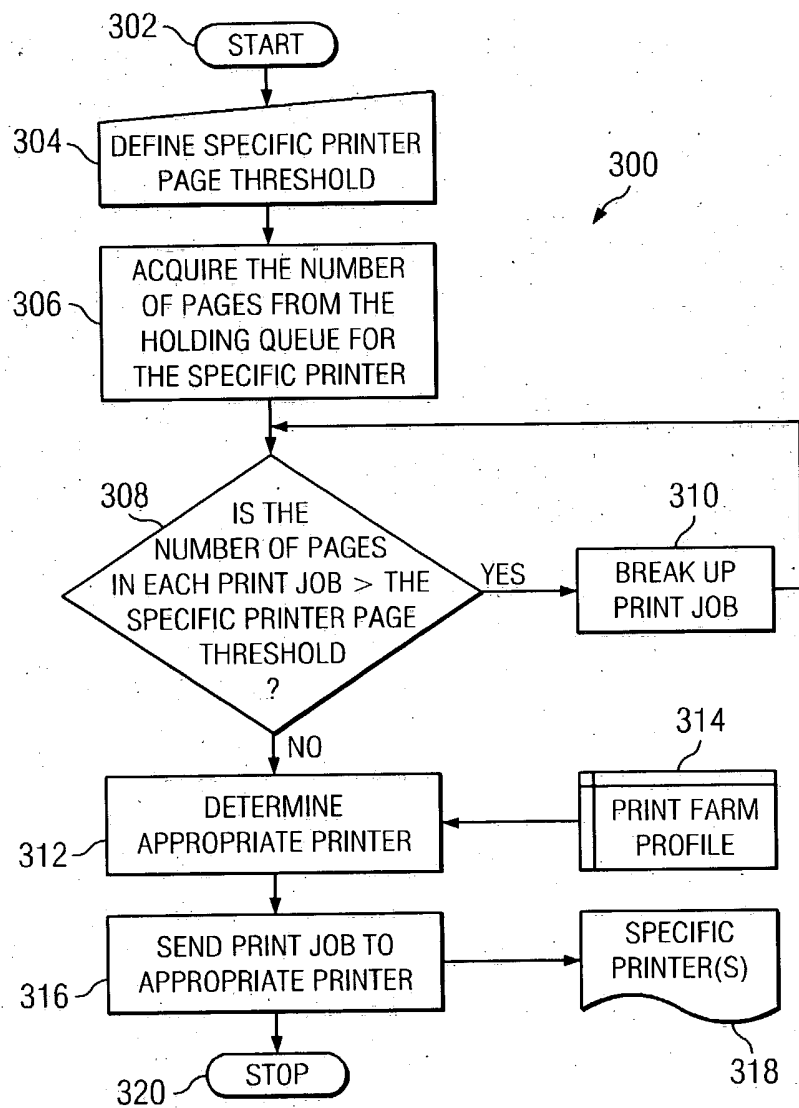 302
START
304
DEFINE SPECIFIC PRINTER
PAGE THRESHOLD
300
306
ACQUIRE THE NUMBER
OF PAGES FROM THE
HOLDING QUEUE FOR
THE SPECIFIC PRINTER
308
IS THE
NUMBER OF PAGES
IN EACH PRINT JOB > THE
SPECIFIC PRINTER PAGE
THRESHOLD
?
YES
310
BREAK UP
PRINT JOB
NO
312
DETERMINE
APPROPRIATE PRINTER
314
PRINT FARM
PROFILE
316
SEND PRINT JOB TO
APPROPRIATE PRINTER
SPECIFIC
PRINTER(S)
318
320
STOP